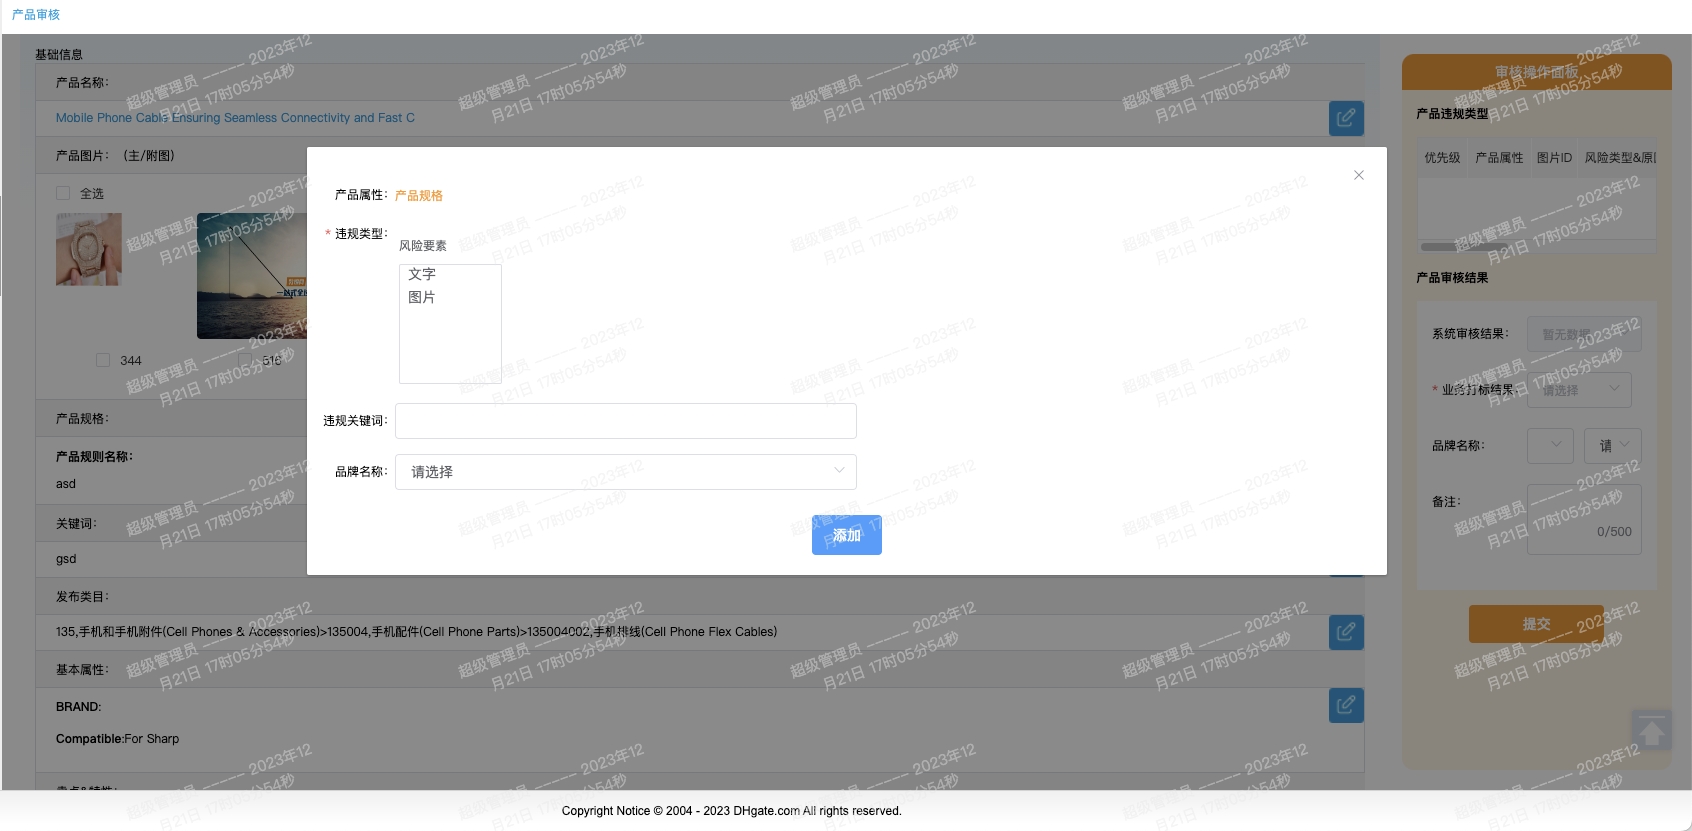 产品审核
基础信息
产品名称：
Mobile Phone Cable Ensuring Seamless Connectivity and Fast C
产品图片：（主/附图）
全选
344
产品规格：
产品规则名称：
asd
关键词：
gsd
发布类目：
135,手机和手机附件(Cell Phones & Accessories)>135004,手机配件(Cell Phone Parts)>135004002,手机排线(Cell Phone Flex Cables)
基本属性：
BRAND:
Compatible:For Sharp
产品属性：产品规格
* 违规类型：
风险要素
文字
图片
违规关键词：
品牌名称：请选择
添加
审核操作面板
产品违规类型
优先级 产品属性 图片ID 风险类型&原
产品审核结果
系统审核结果：暂无数据
* 业务打标结果：请选择
品牌名称：请
备注：
0/500
提交
Copyright Notice © 2004 - 2023 DHgate.com All rights reserved.
超级管理员 ——— 2023年12
月21日 17时05分54秒